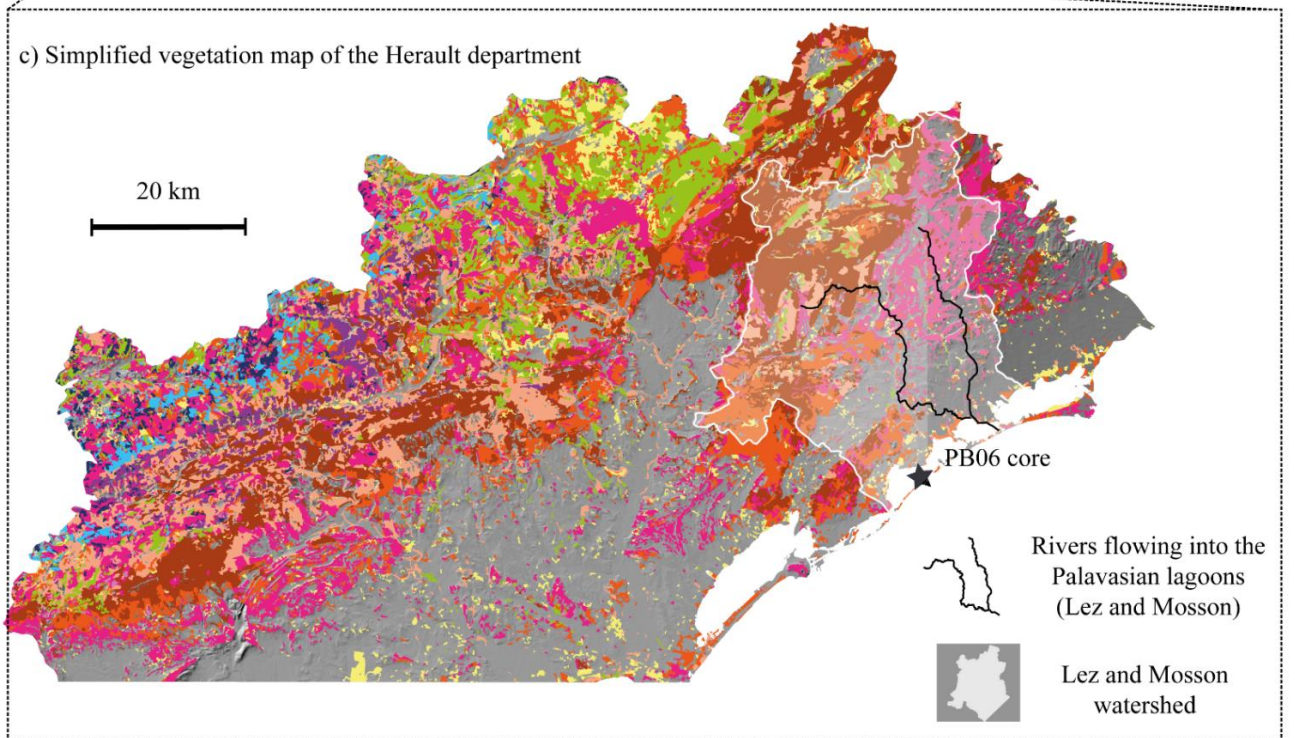 c) Simplified vegetation map of the Herault department
20 km
PB06 core
Rivers flowing into the
Palavasian lagoons
(Lez and Mosson)
Lez and Mosson
watershed